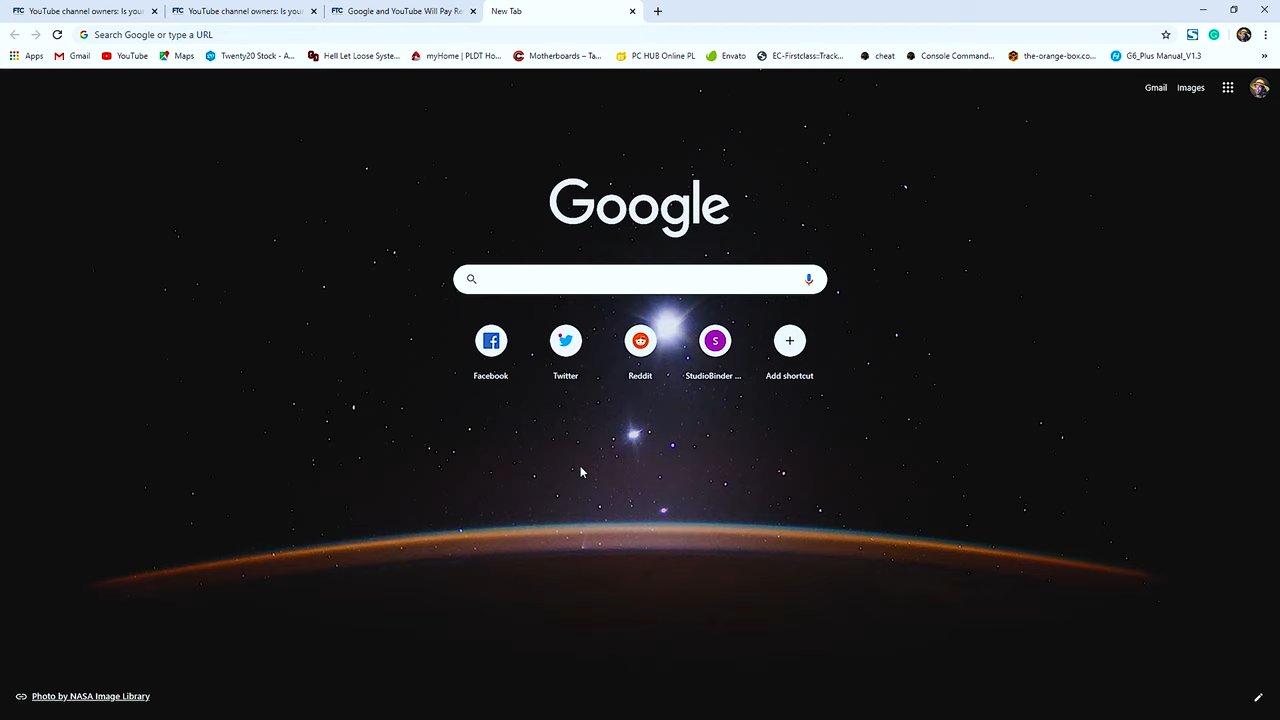 YouTube channel owners: Is your
YouTube channel owners: Is your
Google and YouTube Will Pay Re
New Tab
Search Google or type a URL
Apps
Gmail
YouTube
Maps
Twenty20 Stock - A...
Hell Let Loose Syste...
myHome | PLDT Ho...
Motherboards – Ta...
PC HUB Online PL
Envato
EC-Firstclass::Track...
cheat
Console Command...
the-orange-box.co...
G6_Plus Manual_V1.3
»
Gmail Images
Google
Facebook
Twitter
Reddit
S
StudioBinder ...
Add shortcut
Photo by NASA Image Library